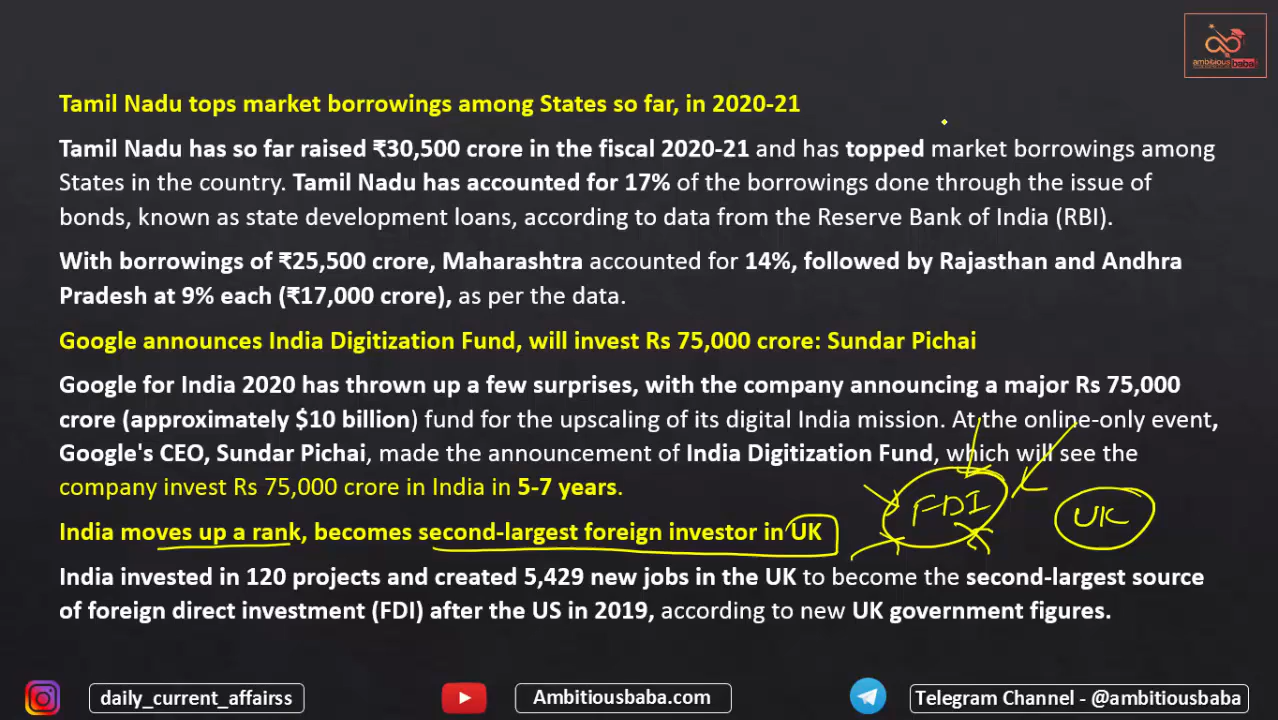 ambitiousbaba
Tamil Nadu tops market borrowings among States so far, in 2020-21
Tamil Nadu has so far raised ₹30,500 crore in the fiscal 2020-21 and has topped market borrowings among
States in the country. Tamil Nadu has accounted for 17% of the borrowings done through the issue of
bonds, known as state development loans, according to data from the Reserve Bank of India (RBI).
With borrowings of ₹25,500 crore, Maharashtra accounted for 14%, followed by Rajasthan and Andhra
Pradesh at 9% each (₹17,000 crore), as per the data.
Google announces India Digitization Fund, will invest Rs 75,000 crore: Sundar Pichai
Google for India 2020 has thrown up a few surprises, with the company announcing a major Rs 75,000
crore (approximately $10 billion) fund for the upscaling of its digital India mission. At the online-only event,
Google's CEO, Sundar Pichai, made the announcement of India Digitization Fund, which will see the
company invest Rs 75,000 crore in India in 5-7 years.
FDI
UK
India moves up a rank, becomes second-largest foreign investor in UK
India invested in 120 projects and created 5,429 new jobs in the UK to become the second-largest source
of foreign direct investment (FDI) after the US in 2019, according to new UK government figures.
daily_current_affairss
Ambitiousbaba.com
Telegram Channel - @ambitiousbaba